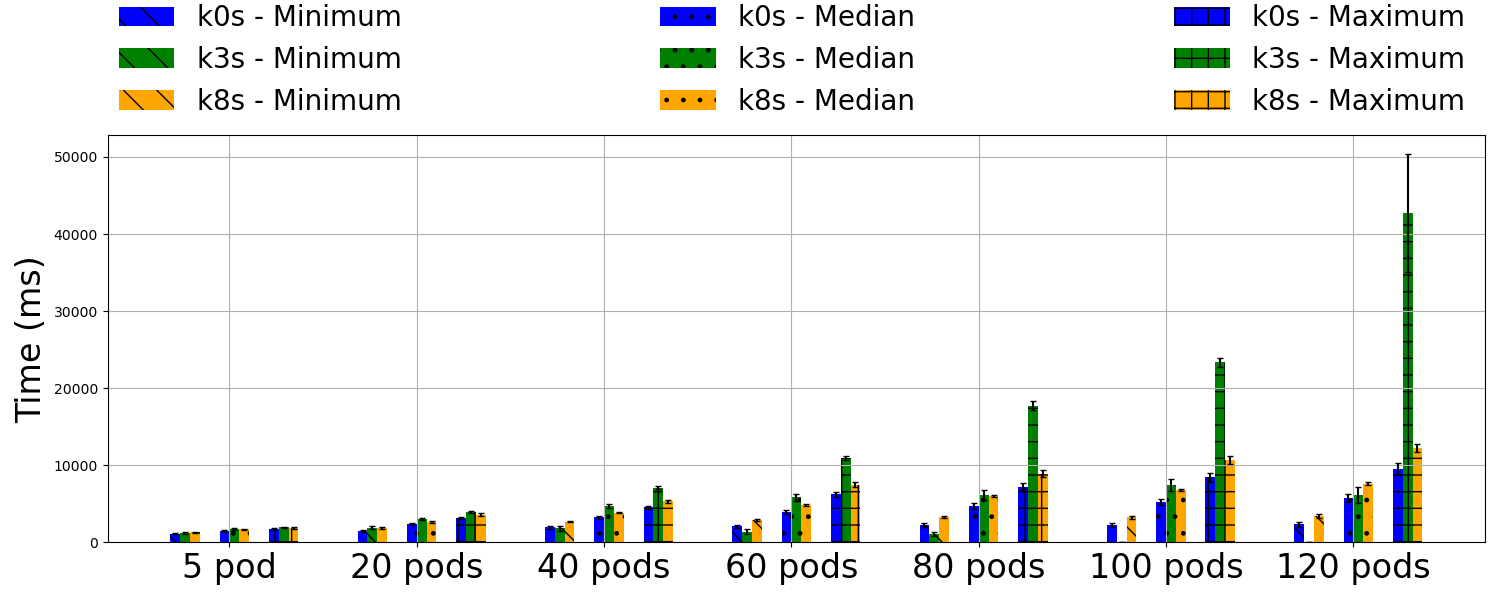 k0s - Minimum k0s - Median k0s - Maximum
k3s - Minimum k3s - Median k3s - Maximum
k8s - Minimum k8s - Median k8s - Maximum
50000
40000
30000
20000
10000
0
Time (ms)
5 pod 20 pods 40 pods 60 pods 80 pods 100 pods 120 pods